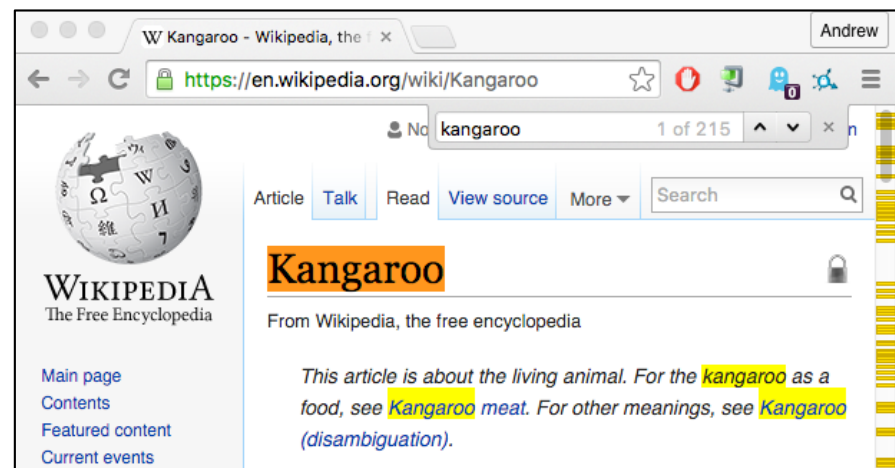 W Kangaroo - Wikipedia, the f
Andrew
https://en.wikipedia.org/wiki/Kangaroo
0
No
kangaroo
1 of 215
n
Article Talk Read View source More Search
Ω W И 維 7
WIKIPEDIA
The Free Encyclopedia
Main page
Contents
Featured content
Current events
Kangaroo
From Wikipedia, the free encyclopedia
This article is about the living animal. For the kangaroo as a
food, see Kangaroo meat. For other meanings, see Kangaroo
(disambiguation).